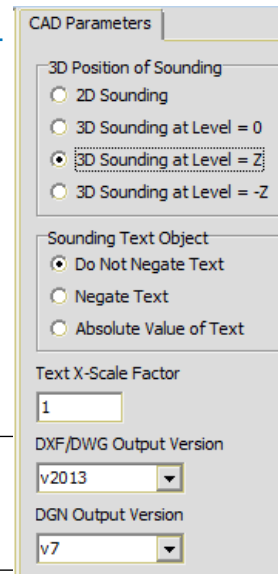 CAD Parameters
3D Position of Sounding
2D Sounding
3D Sounding at Level = 0
3D Sounding at Level = Z
3D Sounding at Level = -Z
Sounding Text Object
Do Not Negate Text
Negate Text
Absolute Value of Text
Text X-Scale Factor
1
DXF/DWG Output Version
v2013
DGN Output Version
v7